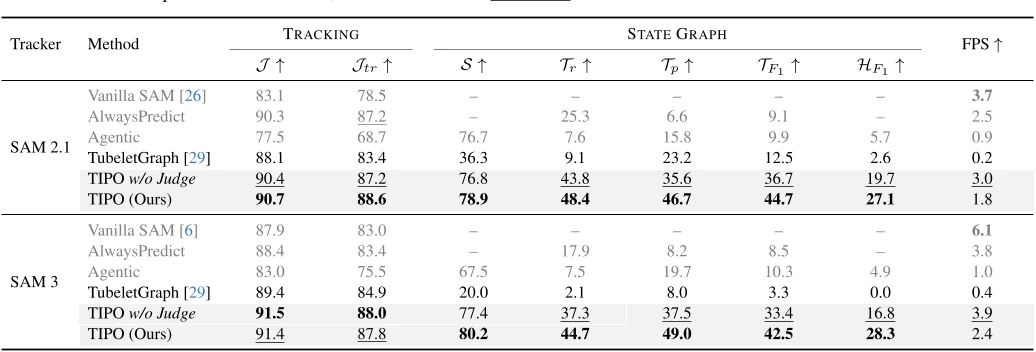 Tracker Method TRACKING STATE GRAPH FPS ↑
J ↑ J_tr ↑ S ↑ T_r ↑ T_p ↑ T_F1 ↑ H_F1 ↑
SAM 2.1
Vanilla SAM [26] 83.1 78.5 – – – – – 3.7
AlwaysPredict 90.3 87.2 – 25.3 6.6 9.1 – 2.5
Agentic 77.5 68.7 76.7 7.6 15.8 9.9 5.7 0.9
TubeletGraph [29] 88.1 83.4 36.3 9.1 23.2 12.5 2.6 0.2
TIPO w/o Judge 90.4 87.2 76.8 43.8 35.6 36.7 19.7 3.0
TIPO (Ours) 90.7 88.6 78.9 48.4 46.7 44.7 27.1 1.8
SAM 3
Vanilla SAM [6] 87.9 83.0 – – – – – 6.1
AlwaysPredict 88.4 83.4 – 17.9 8.2 8.5 – 3.8
Agentic 83.0 75.5 67.5 7.5 19.7 10.3 4.9 1.0
TubeletGraph [29] 89.4 84.9 20.0 2.1 8.0 3.3 0.0 0.4
TIPO w/o Judge 91.5 88.0 77.4 37.3 37.5 33.4 16.8 3.9
TIPO (Ours) 91.4 87.8 80.2 44.7 49.0 42.5 28.3 2.4